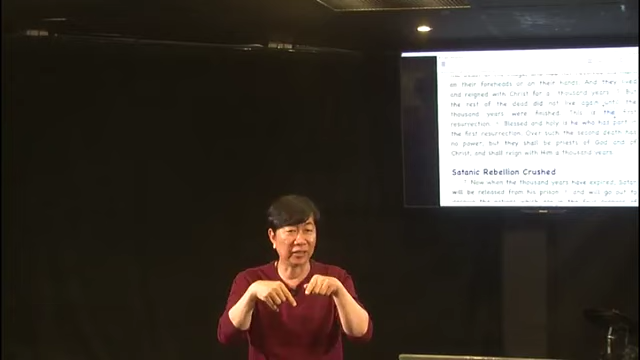 on their foreheads or on their hands. And they lived
and reigned with Christ for a thousand years. But
the rest of the dead did not live again until the
thousand years were finished. This is the first
resurrection. Blessed and holy is he who has part in
the first resurrection. Over such the second death has
no power, but they shall be priests of God and of
Christ, and shall reign with Him a thousand years.
Satanic Rebellion Crushed
7 Now when the thousand years have expired, Satan
will be released from his prison 8 and will go out to